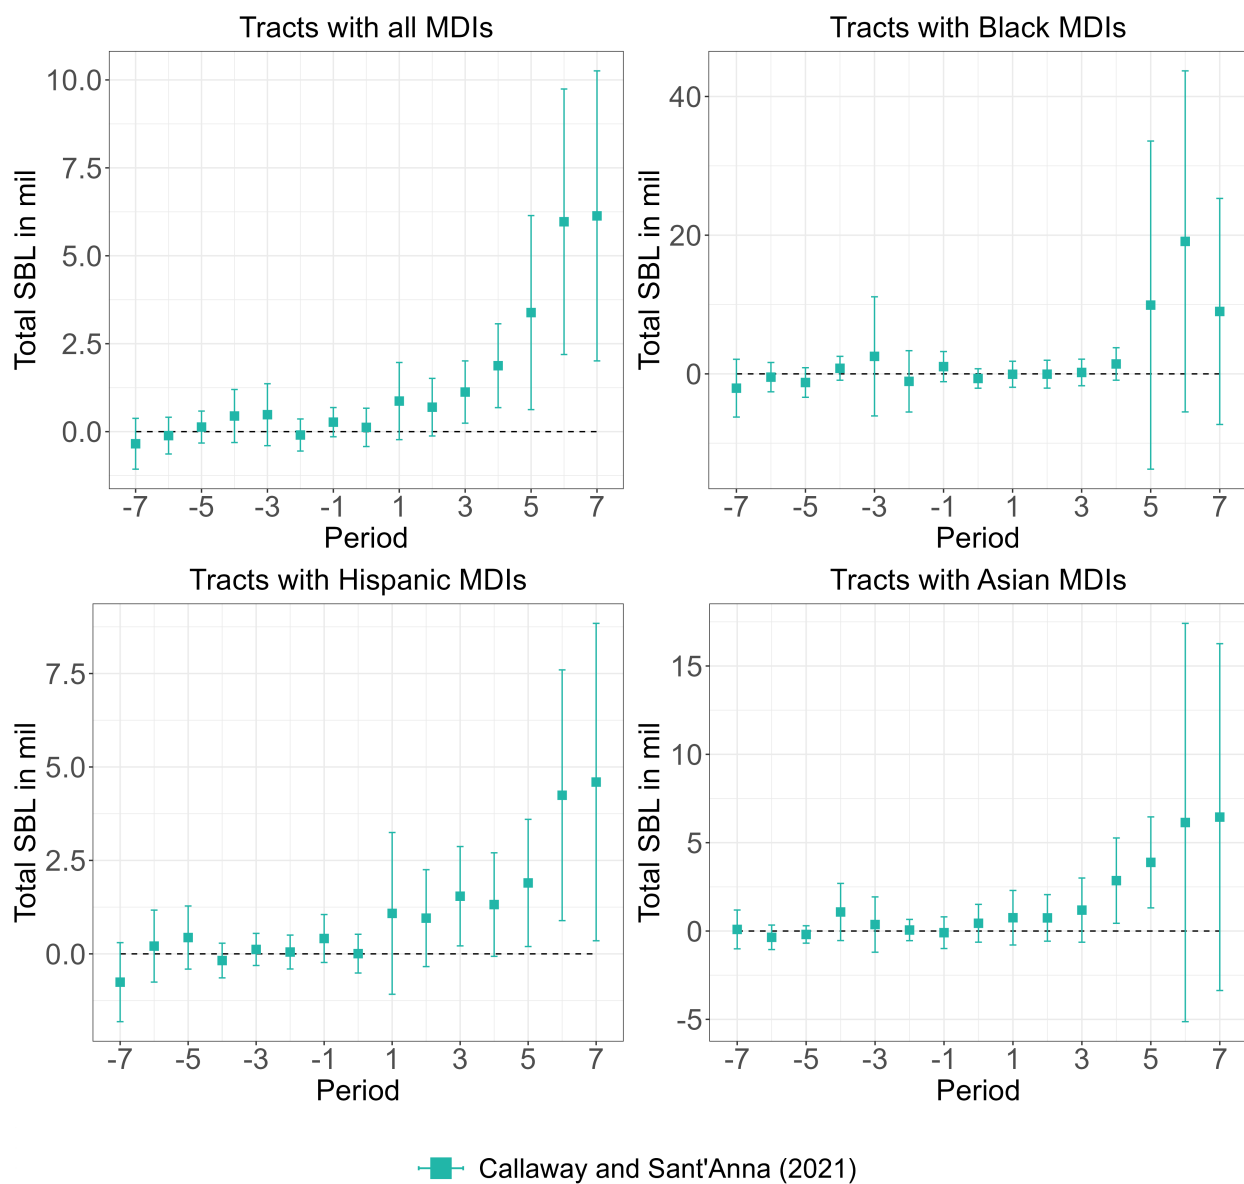 Tracts with all MDIs
Total SBL in mil
10.0
7.5
5.0
2.5
0.0
-7 -5 -3 -1 1 3 5 7
Period
Tracts with Black MDIs
Total SBL in mil
40
20
0
-7 -5 -3 -1 1 3 5 7
Period
Tracts with Hispanic MDIs
Total SBL in mil
7.5
5.0
2.5
0.0
-7 -5 -3 -1 1 3 5 7
Period
Tracts with Asian MDIs
Total SBL in mil
15
10
5
0
-5
-7 -5 -3 -1 1 3 5 7
Period
Callaway and Sant'Anna (2021)